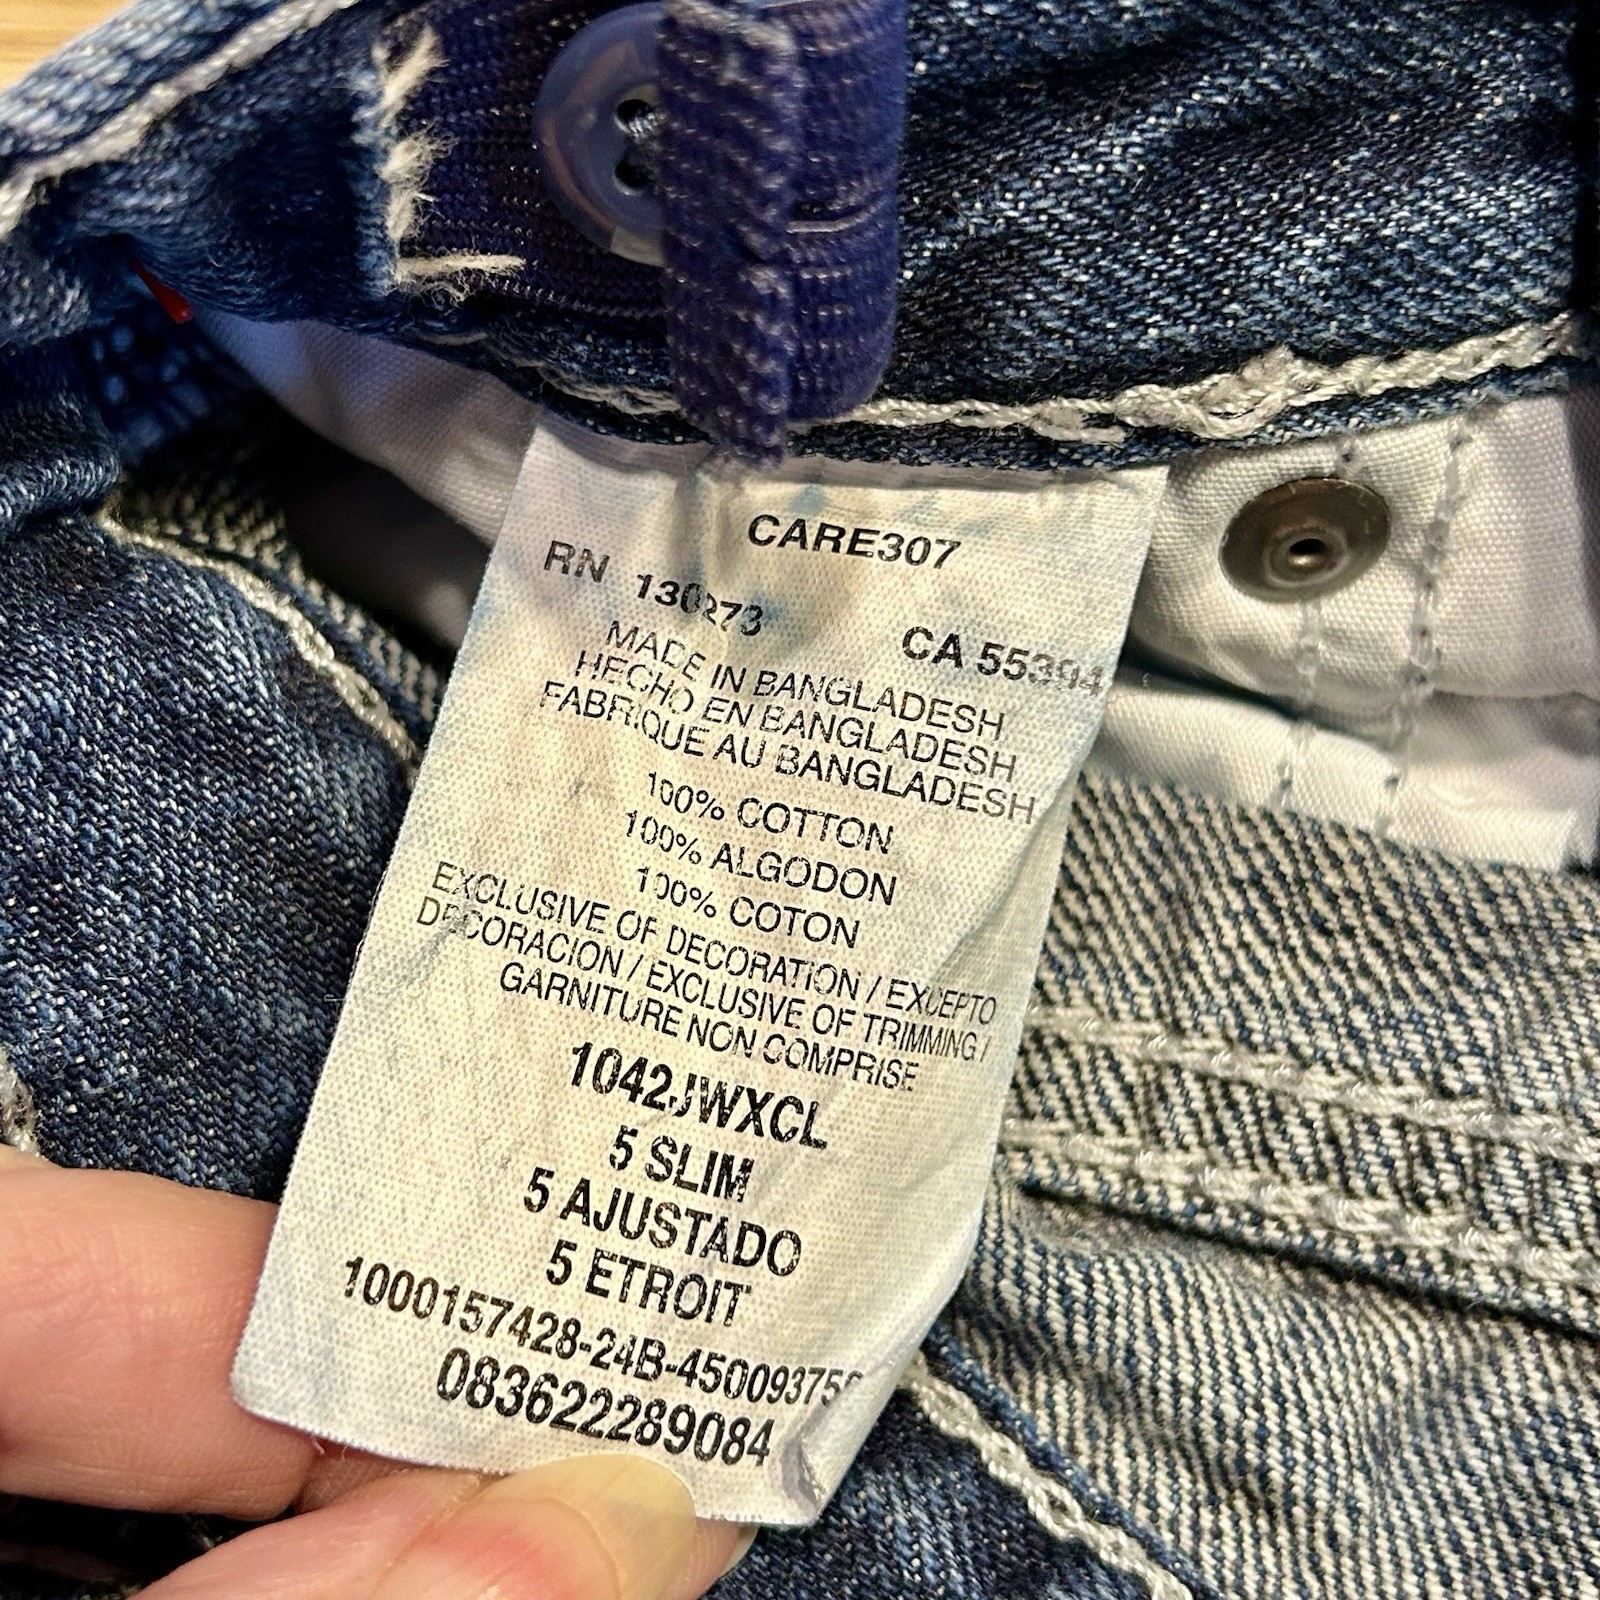 CARE307
RN 130273
CA 55394
MADE IN BANGLADESH
HECHO EN BANGLADESH
FABRIQUE AU BANGLADESH
100% COTTON
100% ALGODON
100% COTON
EXCLUSIVE OF DECORATION / EXCEPTO
DECORACION / EXCLUSIVE OF TRIMMING /
GARNITURE NON COMPRISE
1042JWXCL
5 SLIM
5 AJUSTADO
5 ETROIT
083622289084